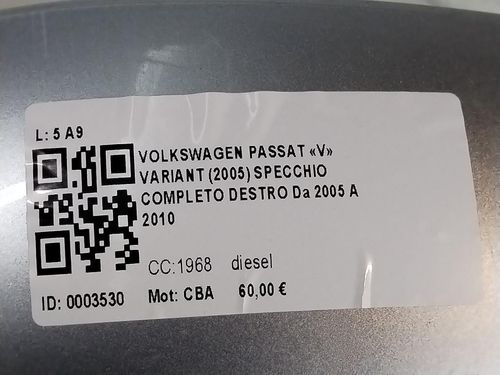 L: 5 A9
VOLKSWAGEN PASSAT «V»
VARIANT (2005) SPECCHIO
COMPLETO DESTRO Da 2005 A
2010
CC:1968 diesel
ID: 0003530 Mot: CBA 60,00 €